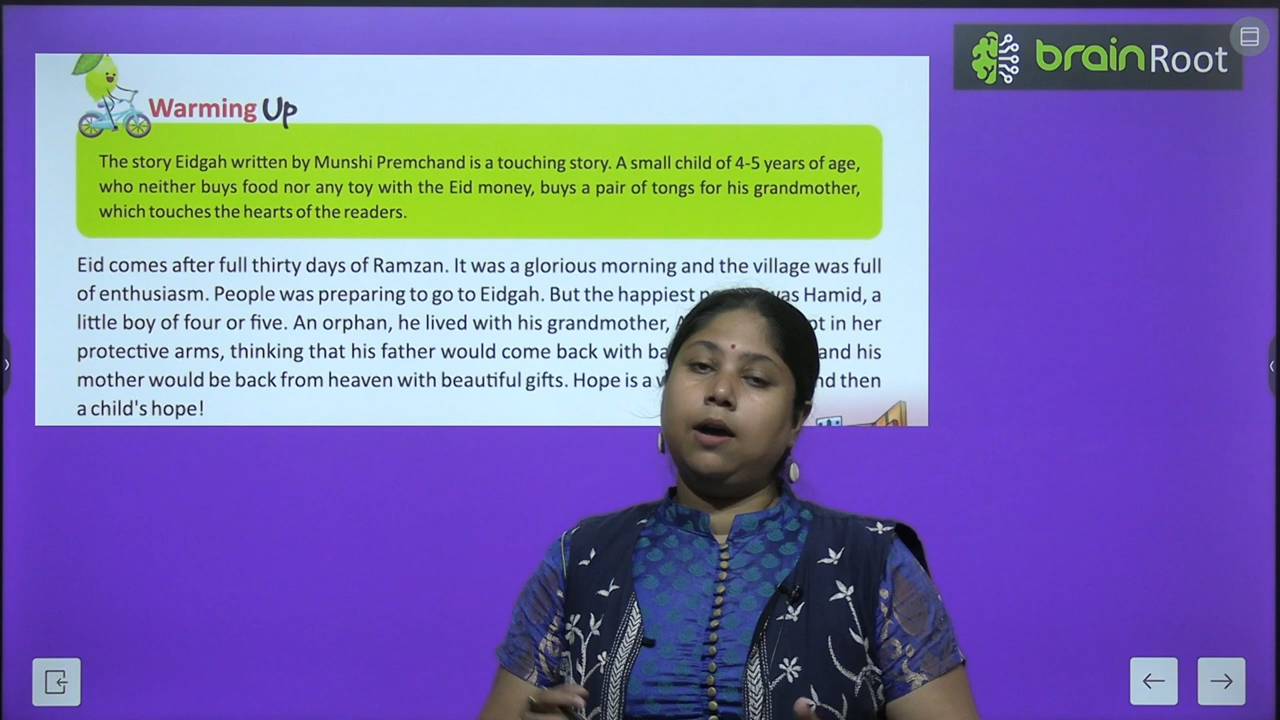 brainRoot
Warming Up
The story Eidgah written by Munshi Premchand is a touching story. A small child of 4-5 years of age,
who neither buys food nor any toy with the Eid money, buys a pair of tongs for his grandmother,
which touches the hearts of the readers.
Eid comes after full thirty days of Ramzan. It was a glorious morning and the village was full
of enthusiasm. People was preparing to go to Eidgah. But the happiest was Hamid, a
little boy of four or five. An orphan, he lived with his grandmother, in her
protective arms, thinking that his father would come back with and his
mother would be back from heaven with beautiful gifts. Hope is a then
a child's hope!